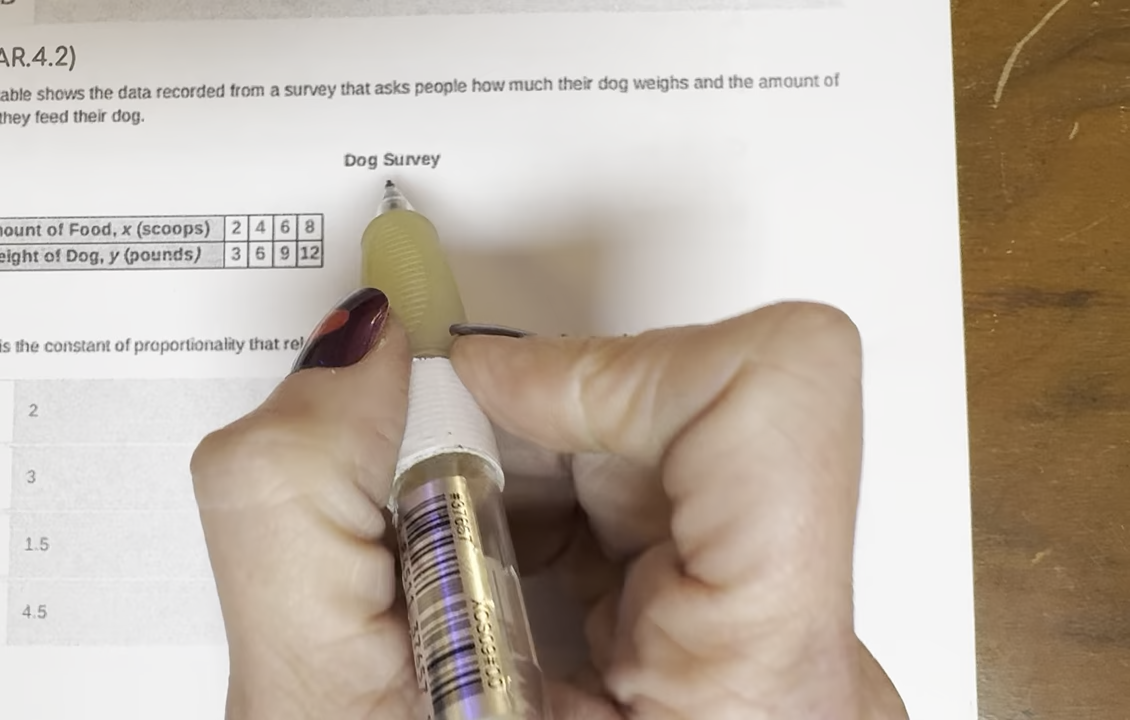 AR.4.2)
able shows the data recorded from a survey that asks people how much their dog weighs and the amount of
they feed their dog.
Dog Survey
ount of Food, x (scoops) 2 4 6 8
eight of Dog, y (pounds) 3 6 9 12
is the constant of proportionality that rel
2
3
1.5
4.5